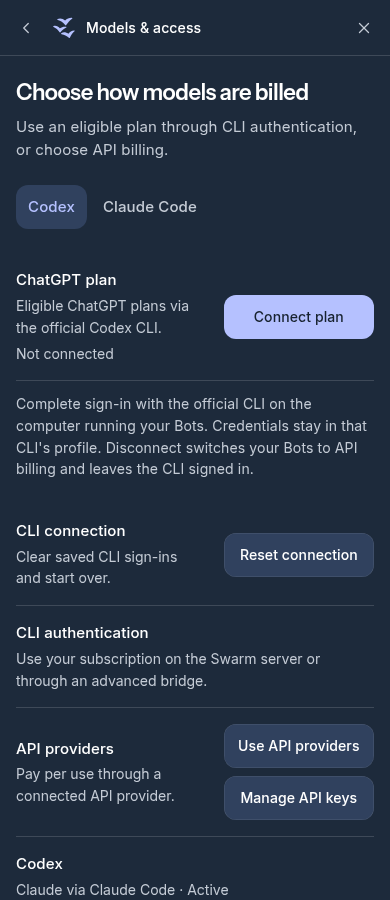 Models & access
Choose how models are billed
Use an eligible plan through CLI authentication,
or choose API billing.
Codex
Claude Code
ChatGPT plan
Eligible ChatGPT plans via
the official Codex CLI.
Not connected
Connect plan
Complete sign-in with the official CLI on the
computer running your Bots. Credentials stay in that
CLI's profile. Disconnect switches your Bots to API
billing and leaves the CLI signed in.
CLI connection
Clear saved CLI sign-ins
and start over.
Reset connection
CLI authentication
Use your subscription on the Swarm server or
through an advanced bridge.
API providers
Pay per use through a
connected API provider.
Use API providers
Manage API keys
Codex
Claude via Claude Code · Active